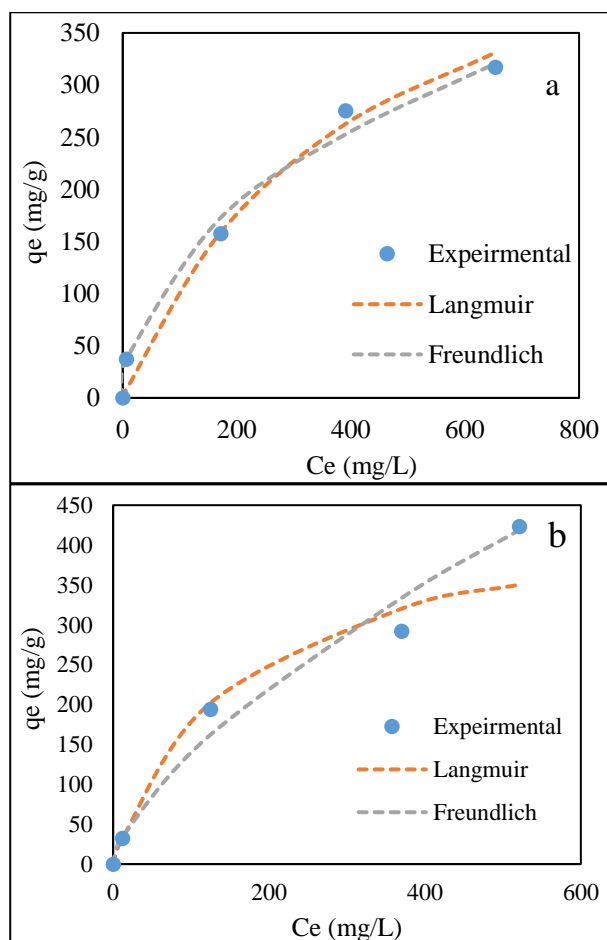 350
300
250
200
150
100
50
0
qe (mg/g)
a
Expeirmental
Langmuir
Freundlich
0 200 400 600 800
Ce (mg/L)
450
400
350
300
250
200
150
100
50
0
qe (mg/g)
b
Expeirmental
Langmuir
Freundlich
0 200 400 600
Ce (mg/L)